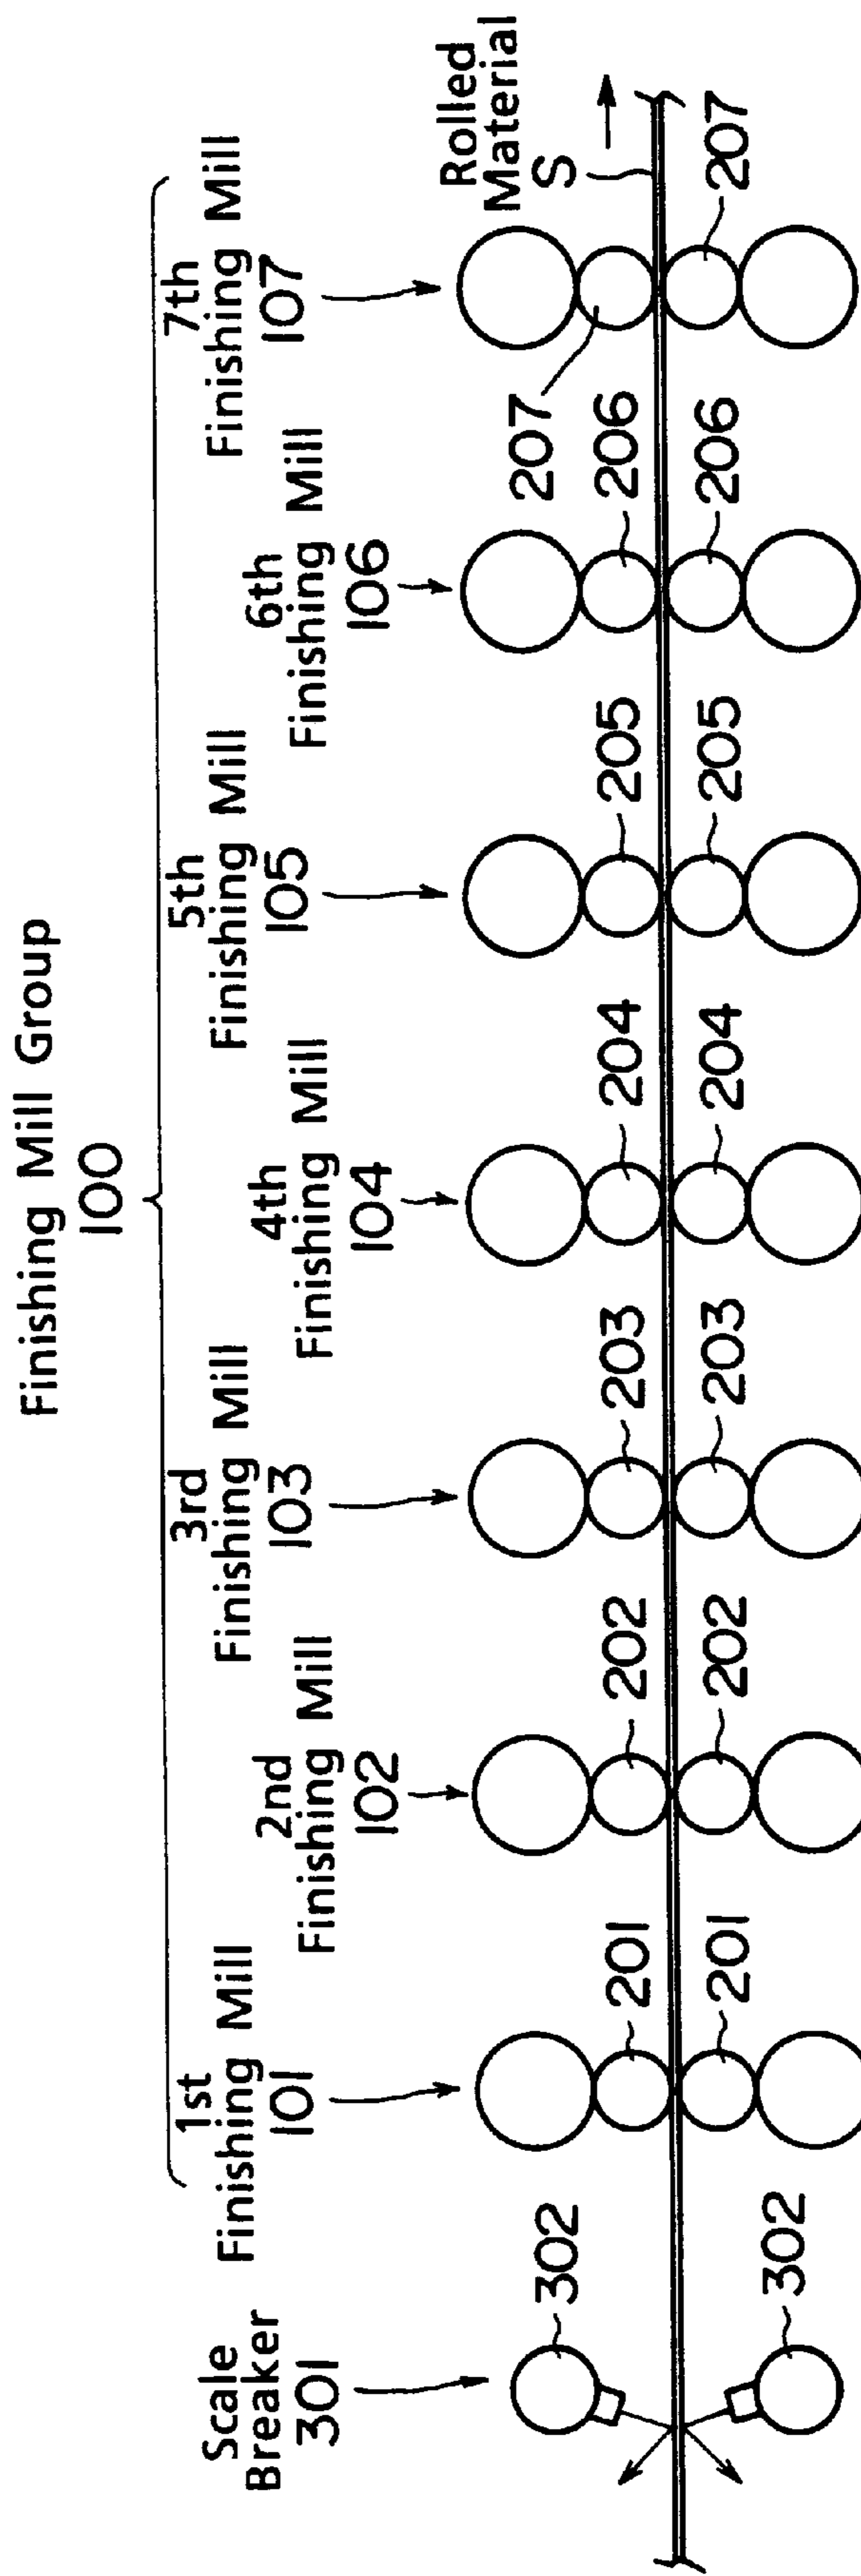 Finishing Mill Group
100
Scale
Breaker
301
1st
Finishing Mill
101
2nd
Finishing Mill
102
3rd
Finishing Mill
103
4th
Finishing Mill
104
5th
Finishing Mill
105
6th
Finishing Mill
106
7th
Finishing Mill
107
Rolled
Material
S
302
201
202
203
204
205
206
207
302
201
202
203
204
205
206
207